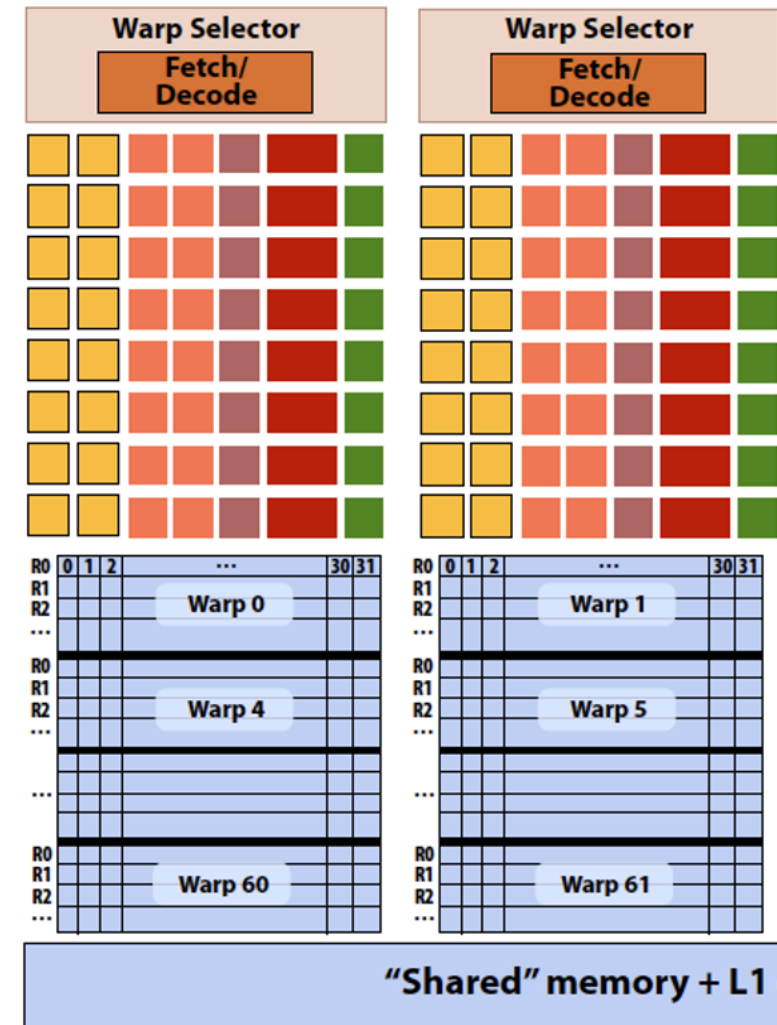 Warp Selector
Fetch/
Decode
Warp Selector
Fetch/
Decode
R0 0 1 2 ... 30 31
R1
R2
...
Warp 0
R0
R1
R2
...
Warp 4
...
R0
R1
R2
...
Warp 60
R0 0 1 2 ... 30 31
R1
R2
...
Warp 1
R0
R1
R2
...
Warp 5
...
R0
R1
R2
...
Warp 61
“Shared” memory + L1